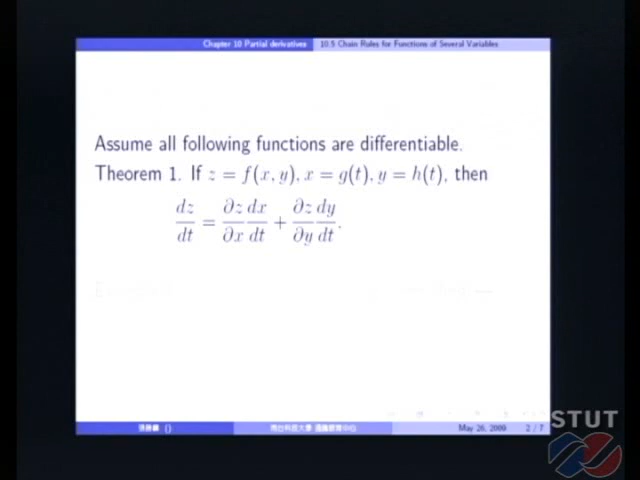 Chapter 10 Partial derivatives 10.5 Chain Rules for Functions of Several Variables
Assume all following functions are differentiable.
Theorem 1. If z = f(x, y), x = g(t), y = h(t), then
dz/dt = ∂z/∂x dx/dt + ∂z/∂y dy/dt.
May 26, 2009 2 / 7
STUT